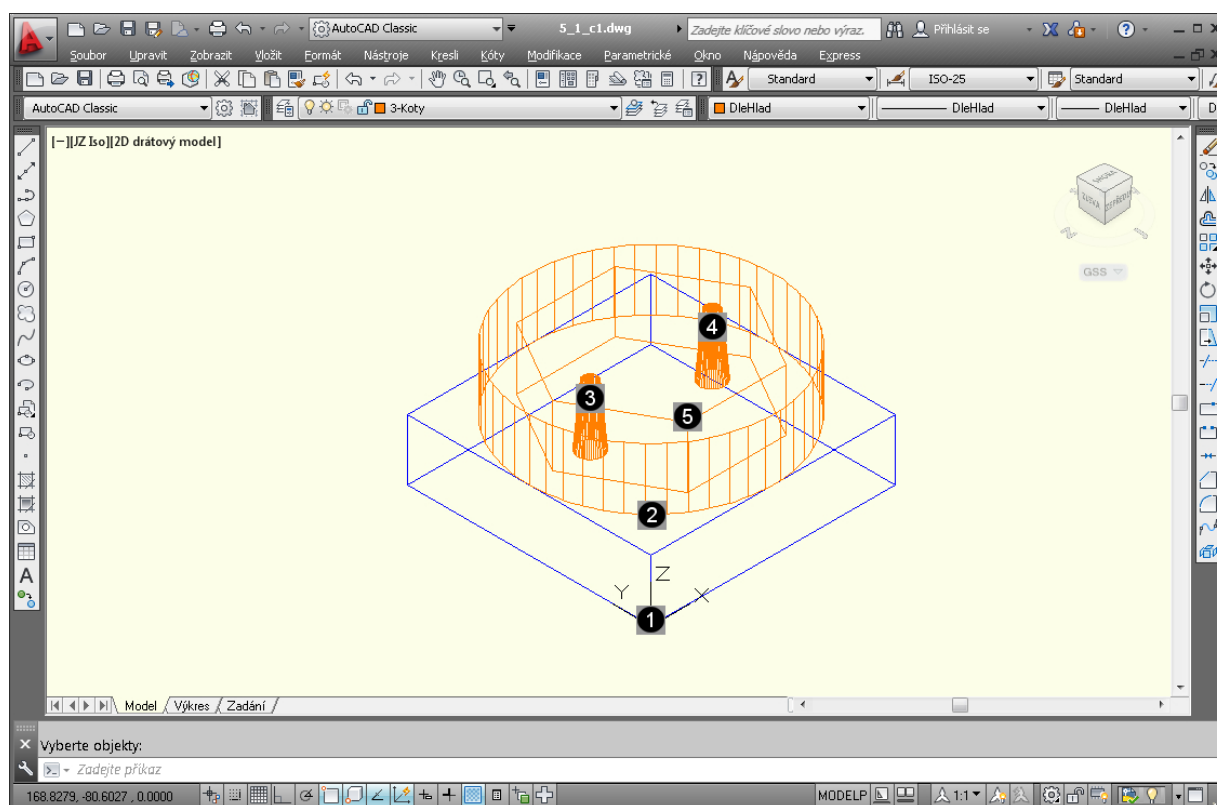 AutoCAD Classic
5_1_c1.dwg
Zadejte klíčové slovo nebo výraz.
Přihlásit se
Soubor Upravit Zobrazit Vložit Formát Nástroje Kresli Kóty Modifikace Parametrické Okno Nápověda Express
Standard ISO-25 Standard
AutoCAD Classic 3-Koty DleHlad DleHlad DleHlad D
[−][JZ Iso][2D drátový model]
GSS
4
3
5
2
Z
Y X
1
Model Výkres Zadání
Vyberte objekty:
Zadejte příkaz
168.8279, -80.6027 , 0.0000 MODELP 1:1